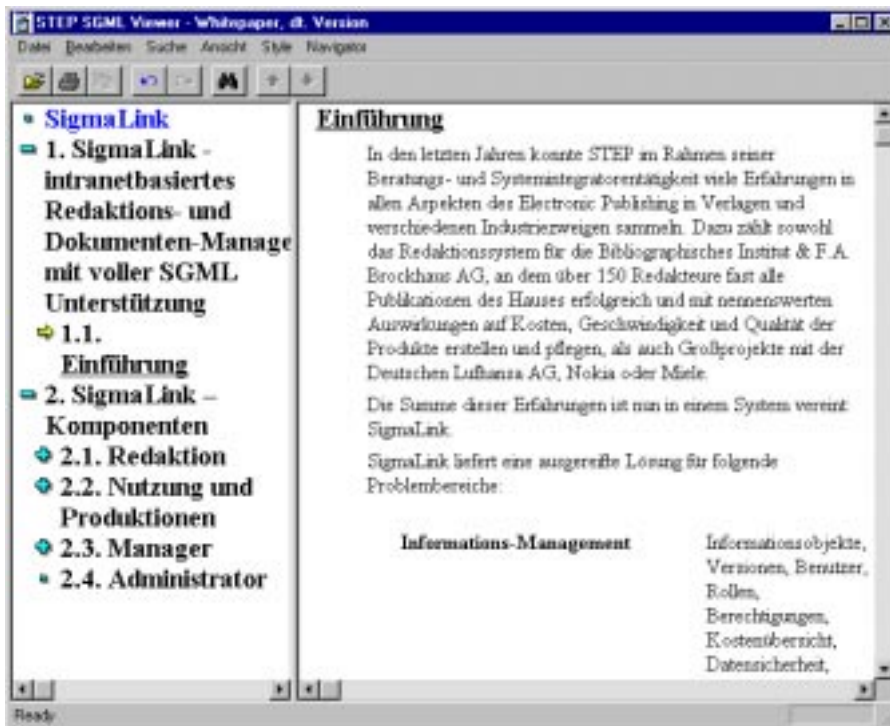 STEP SGML Viewer - Whitepaper, dt. Version
Datei Bearbeiten Suche Ansicht Style Navigator
SigmaLink
1. SigmaLink -
intranetbasiertes
Redaktions- und
Dokumenten-Manage
mit voller SGML
Unterstützung
1.1.
Einführung
2. SigmaLink –
Komponenten
2.1. Redaktion
2.2. Nutzung und
Produktionen
2.3. Manager
2.4. Administrator
Einführung
In den letzten Jahren konnte STEP im Rahmen seiner
Beratungs- und Systemintegratorentätigkeit viele Erfahrungen in
allen Aspekten des Electronic Publishing in Verlagen und
verschiedenen Industriezweigen sammeln. Dazu zählt sowohl
das Redaktionssystem für die Bibliographisches Institut & F.A.
Brockhaus AG, an dem über 150 Redakteure fast alle
Publikationen des Hauses erfolgreich und mit nennenswerten
Auswirkungen auf Kosten, Geschwindigkeit und Qualität der
Produkte erstellen und pflegen, als auch Großprojekte mit der
Deutschen Lufthansa AG, Nokia oder Miele.
Die Summe dieser Erfahrungen ist nun in einem System vereint:
SigmaLink.
SigmaLink liefert eine ausgereifte Lösung für folgende
Problembereiche:
Informations-Management
Informationsobjekte,
Versionen, Benutzer,
Rollen,
Berechtigungen,
Kostenübersicht,
Datensicherheit,
Ready